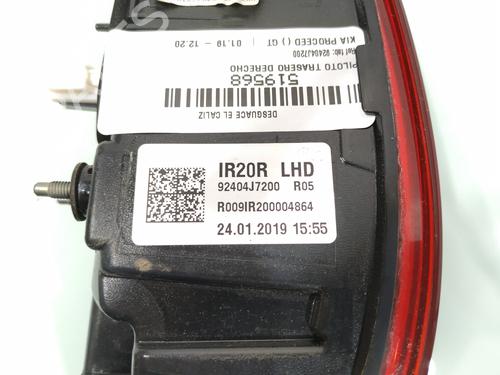 DESGUACE EL CALIZ
519568
PILOTO TRASERO DERECHO
Ref fab: 92404J7200
KIA PROCEED ( ) GT 01.19 - 12.20
IR20R LHD
92404J7200 R05
R009IR200004864
24.01.2019 15:55